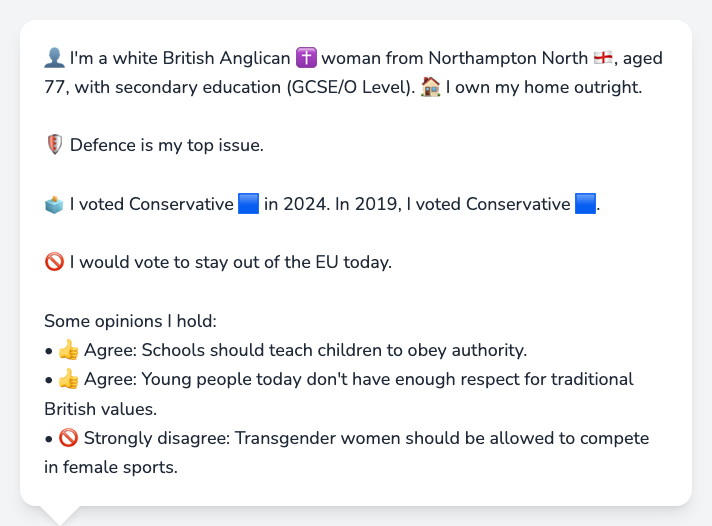 👤 I'm a white British Anglican ✝️ woman from Northampton North 🏴󠁧󠁢󠁥󠁮󠁧󠁿, aged
77, with secondary education (GCSE/O Level). 🏠 I own my home outright.
🛡️ Defence is my top issue.
🗳️ I voted Conservative 🟦 in 2024. In 2019, I voted Conservative 🟦.
🚫 I would vote to stay out of the EU today.
Some opinions I hold:
• 👍 Agree: Schools should teach children to obey authority.
• 👍 Agree: Young people today don't have enough respect for traditional
British values.
• 🚫 Strongly disagree: Transgender women should be allowed to compete
in female sports.